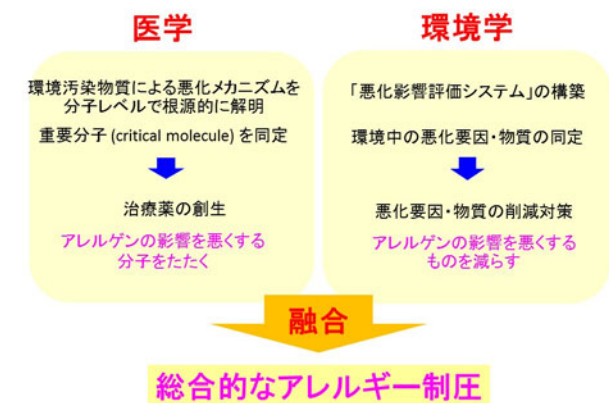 医学
環境汚染物質による悪化メカニズムを
分子レベルで根源的に解明
重要分子 (critical molecule) を同定
治療薬の創生
アレルゲンの影響を悪くする
分子をたたく
環境学
「悪化影響評価システム」の構築
環境中の悪化要因・物質の同定
悪化要因・物質の削減対策
アレルゲンの影響を悪くする
ものを減らす
融合
総合的なアレルギー制圧